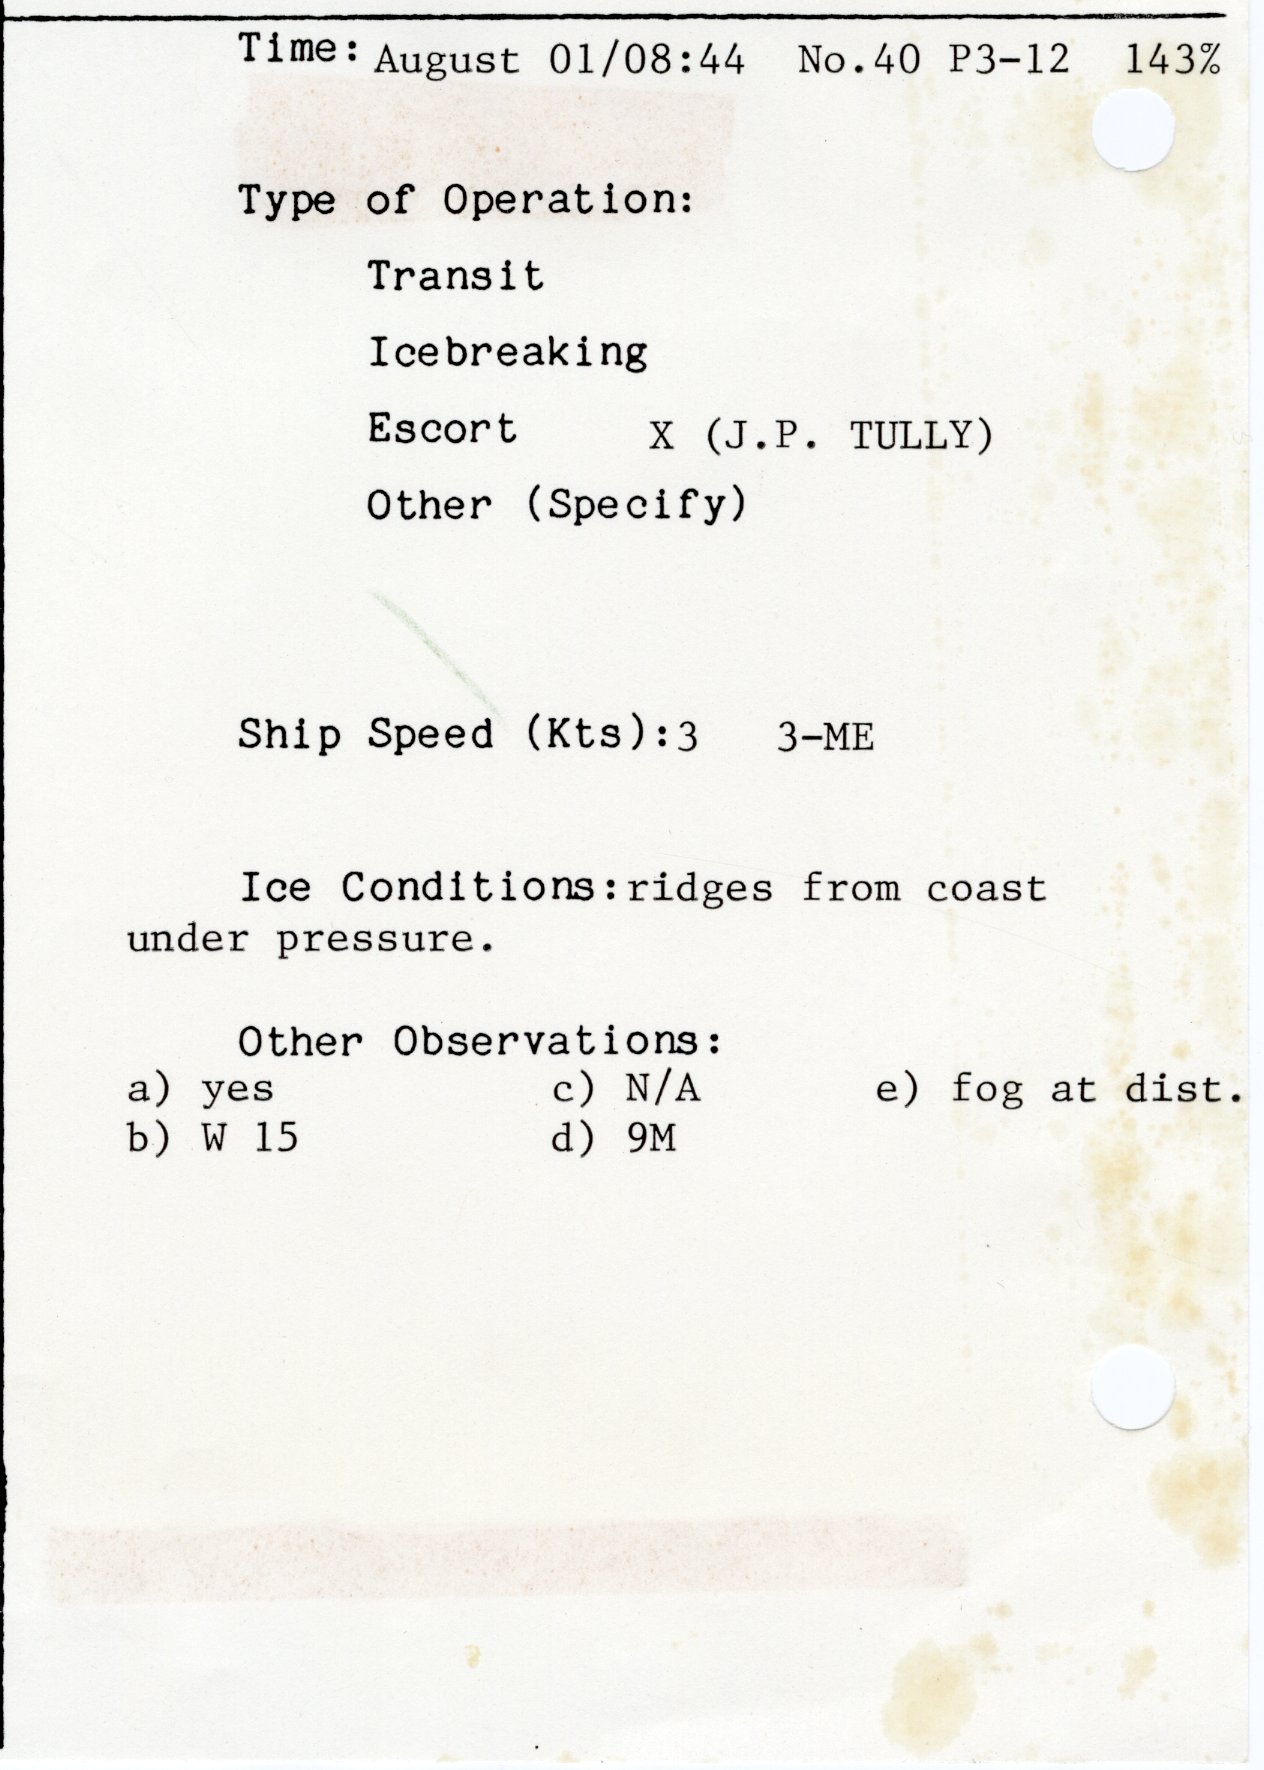 Time: August 01/08:44 No.40 P3-12 143%
Type of Operation:
Transit
Icebreaking
Escort X (J.P. TULLY)
Other (Specify)
Ship Speed (Kts):3 3-ME
Ice Conditions:ridges from coast
under pressure.
Other Observations:
a) yes c) N/A e) fog at dist.
b) W 15 d) 9M